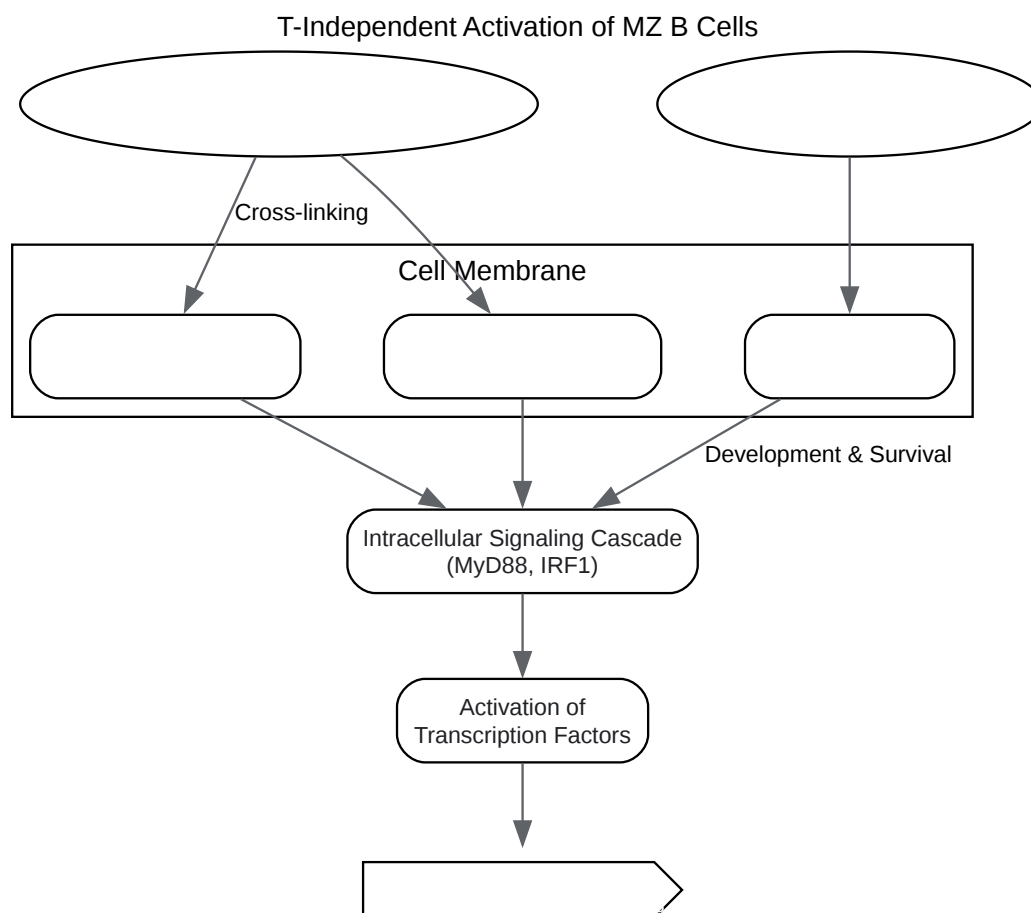 T-Independent Activation of MZ B Cells
Cross-linking
Cell Membrane
Development & Survival
Intracellular Signaling Cascade
(MyD88, IRF1)
Activation of
Transcription Factors